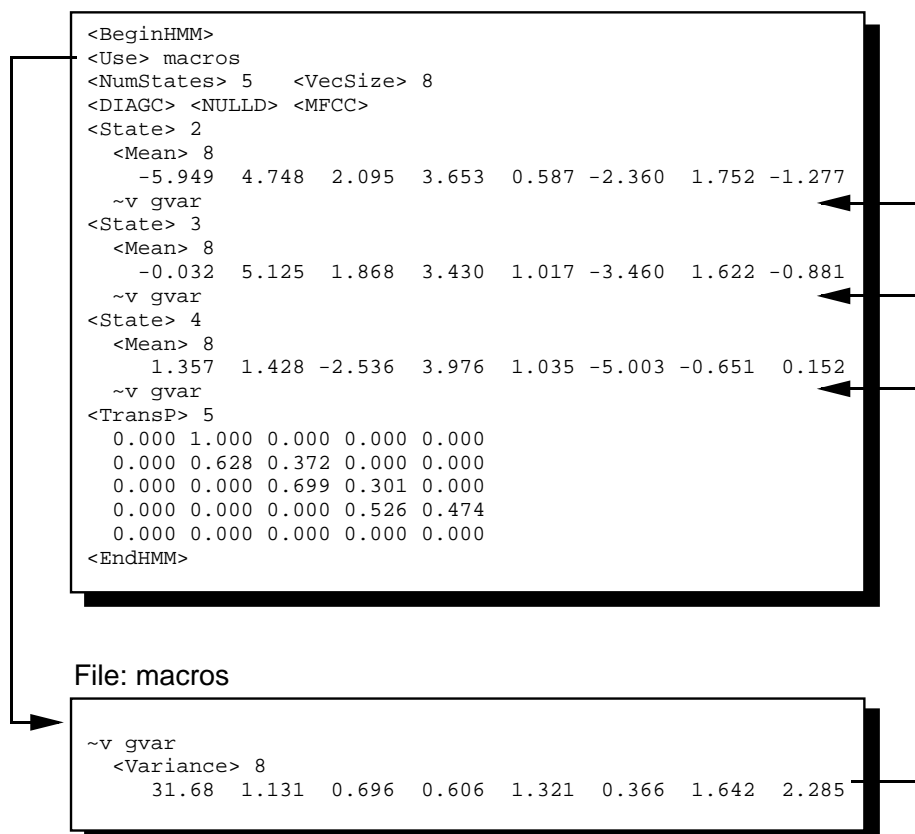 <BeginHMM>
<Use> macros
<NumStates> 5   <VecSize> 8
<DIAGC> <NULLD> <MFCC>
<State> 2
  <Mean> 8
    -5.949  4.748  2.095  3.653  0.587 -2.360  1.752 -1.277
  ~v gvar
<State> 3
  <Mean> 8
    -0.032  5.125  1.868  3.430  1.017 -3.460  1.622 -0.881
  ~v gvar
<State> 4
  <Mean> 8
     1.357  1.428 -2.536  3.976  1.035 -5.003 -0.651  0.152
  ~v gvar
<TransP> 5
  0.000 1.000 0.000 0.000 0.000
  0.000 0.628 0.372 0.000 0.000
  0.000 0.000 0.699 0.301 0.000
  0.000 0.000 0.000 0.526 0.474
  0.000 0.000 0.000 0.000 0.000
<EndHMM>
File: macros
~v gvar
  <Variance> 8
     31.68  1.131  0.696  0.606  1.321  0.366  1.642  2.285